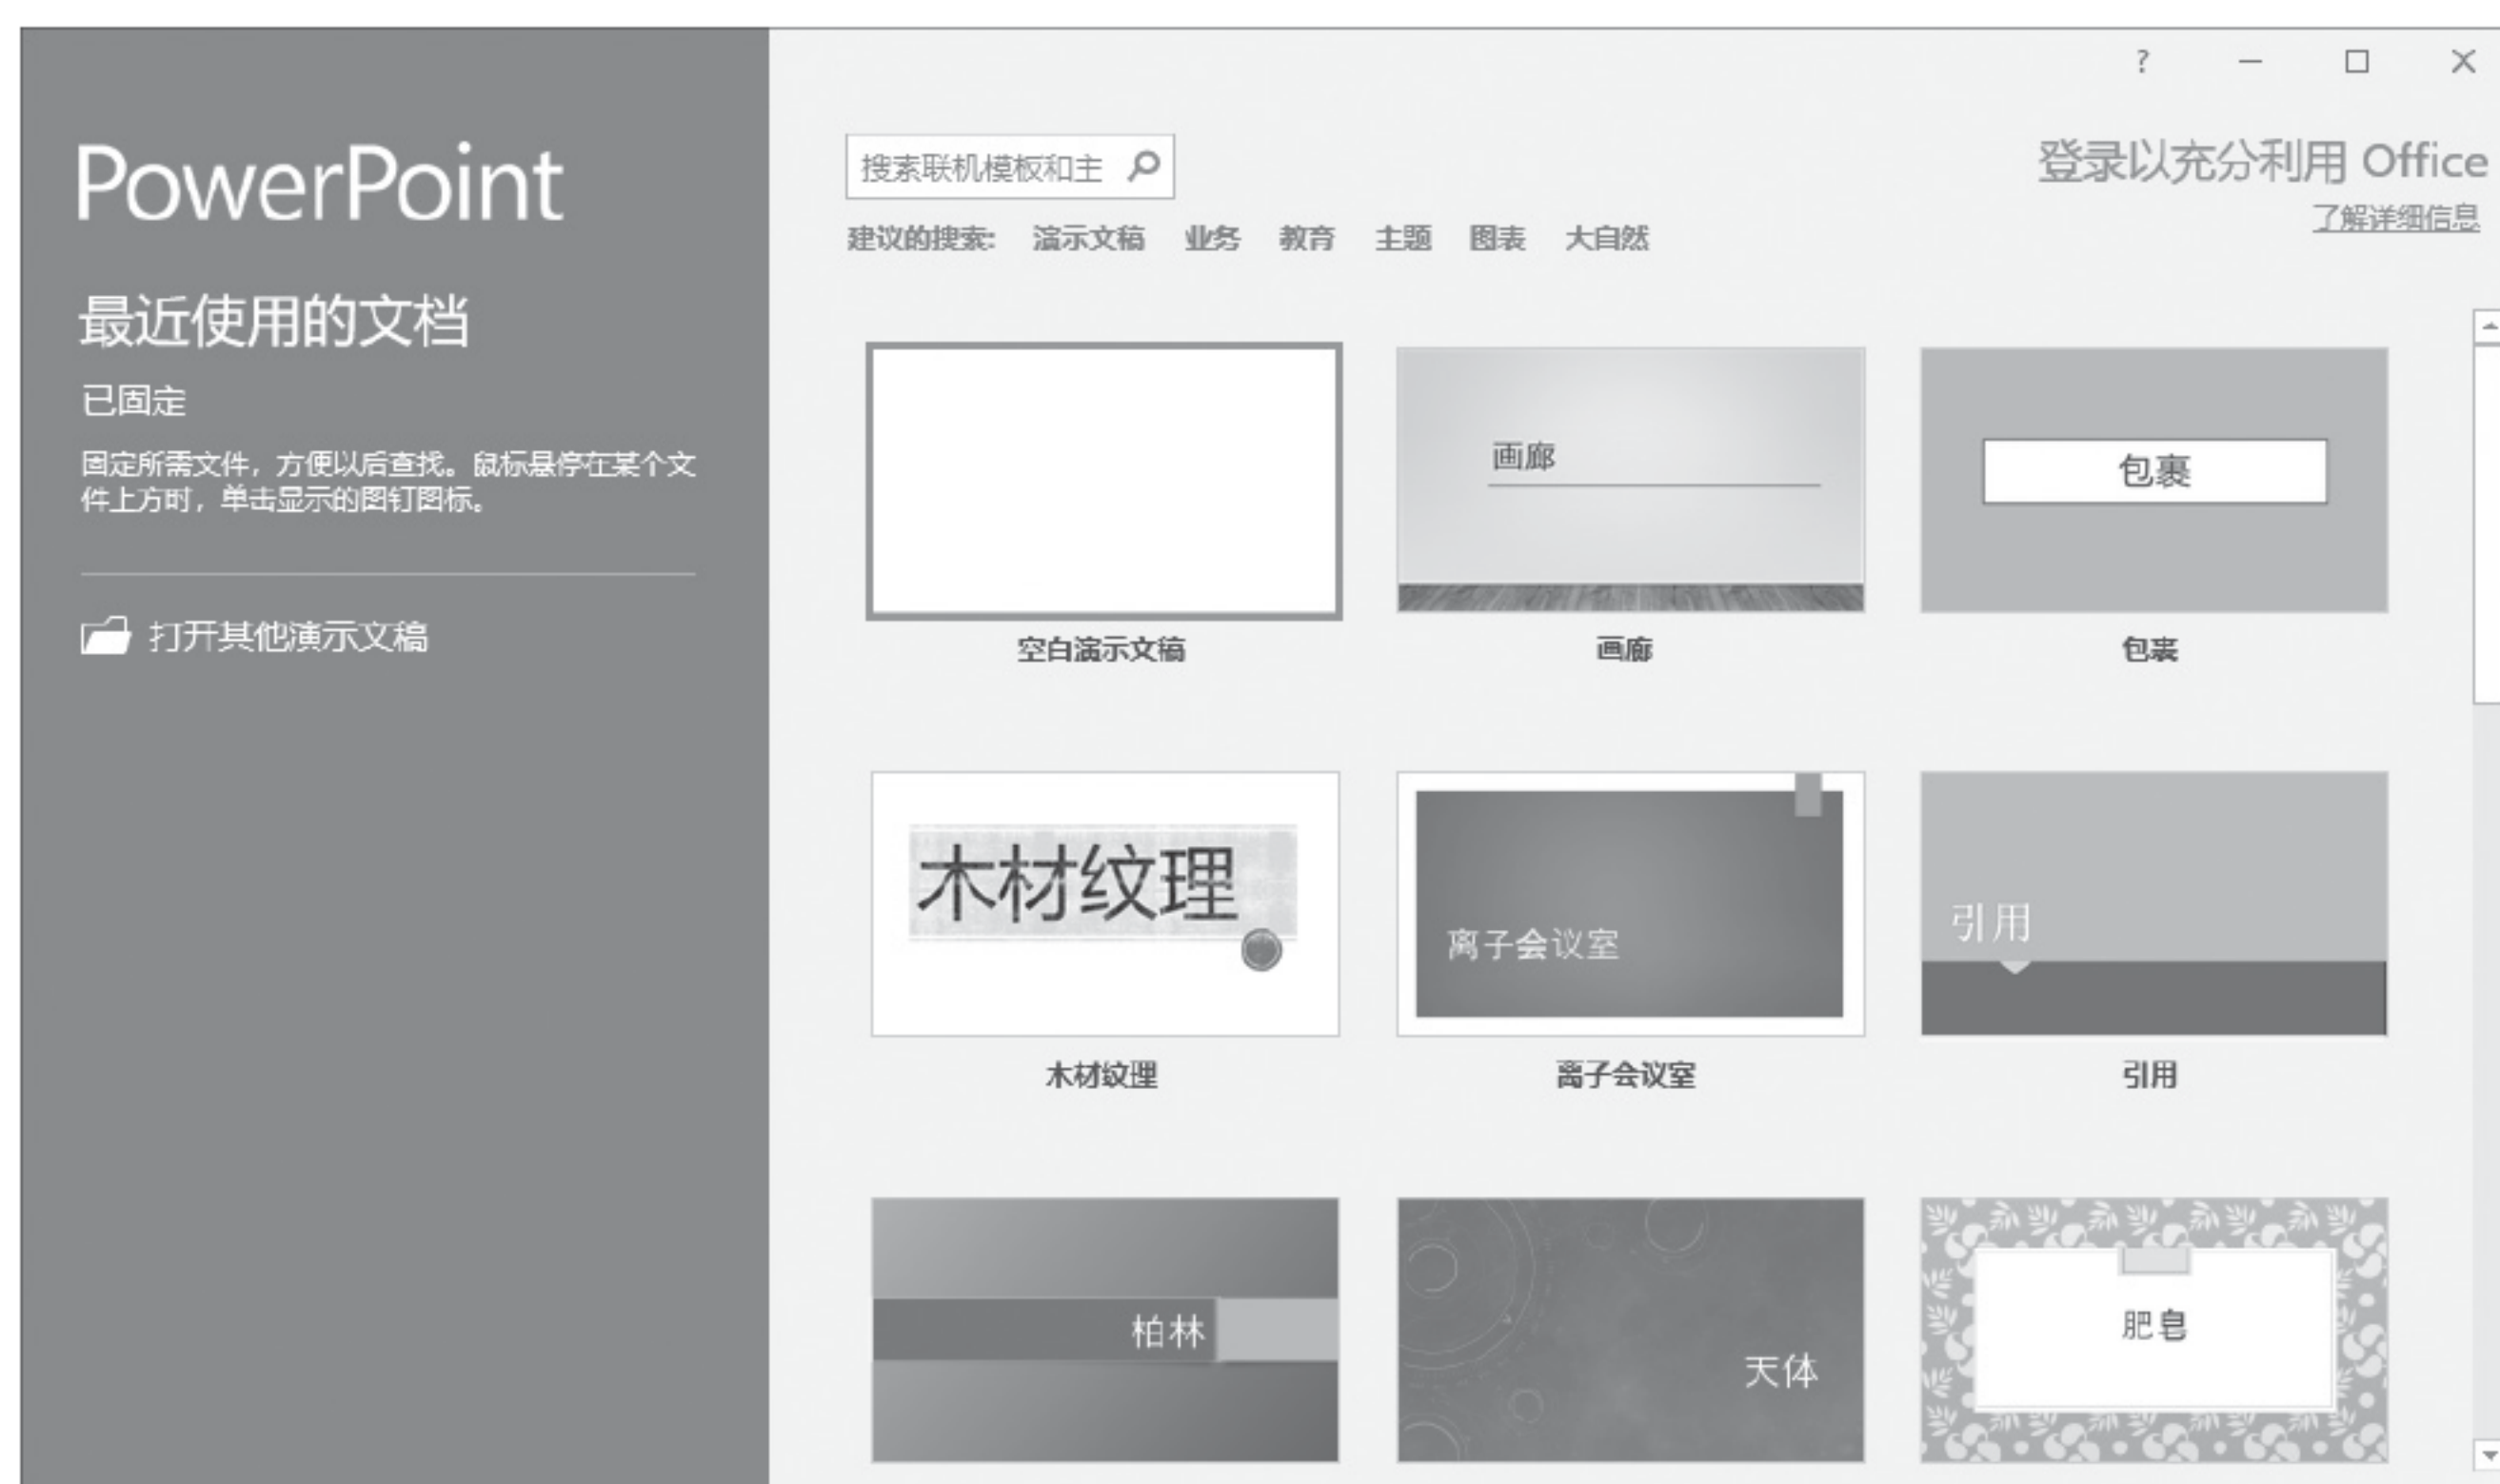 ?
PowerPoint
最近使用的文档
已固定
固定所需文件，方便以后查找。鼠标悬停在某个文
件上方时，单击显示的图钉图标。
打开其他演示文稿
搜索联机模板和主
登录以充分利用 Office
了解详细信息
建议的搜索: 演示文稿 业务 教育 主题 图表 大自然
画廊
包裹
空白演示文稿 画廊 包裹
木材纹理
离子会议室
引用
木材纹理 离子会议室 引用
柏林
天体
肥皂